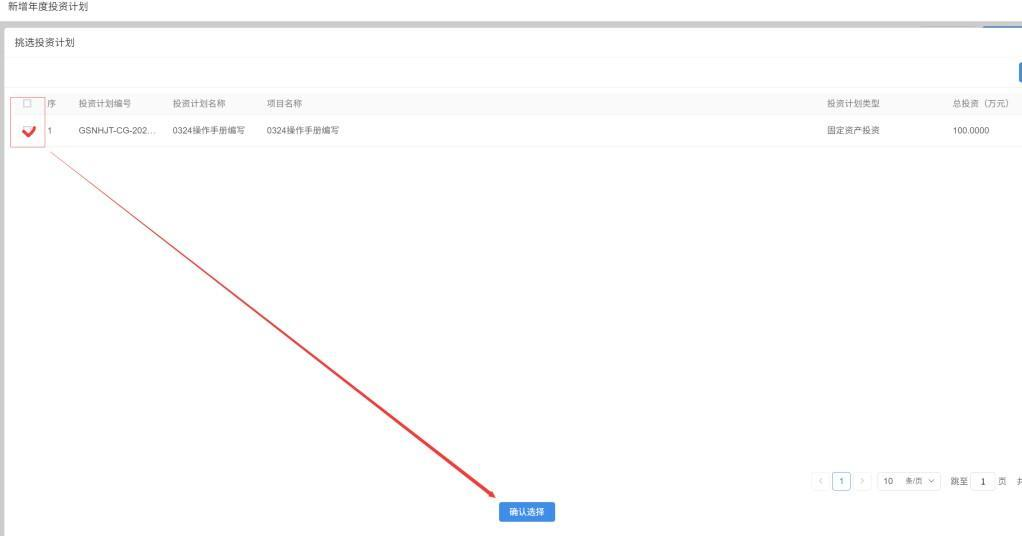 新增年度投资计划
挑选投资计划
序 投资计划编号 投资计划名称 项目名称 投资计划类型 总投资（万元）
1 GSNHJT-CG-202... 0324操作手册编写 0324操作手册编写 固定资产投资 100.0000
1 10 条/页 跳至 1 页
确认选择